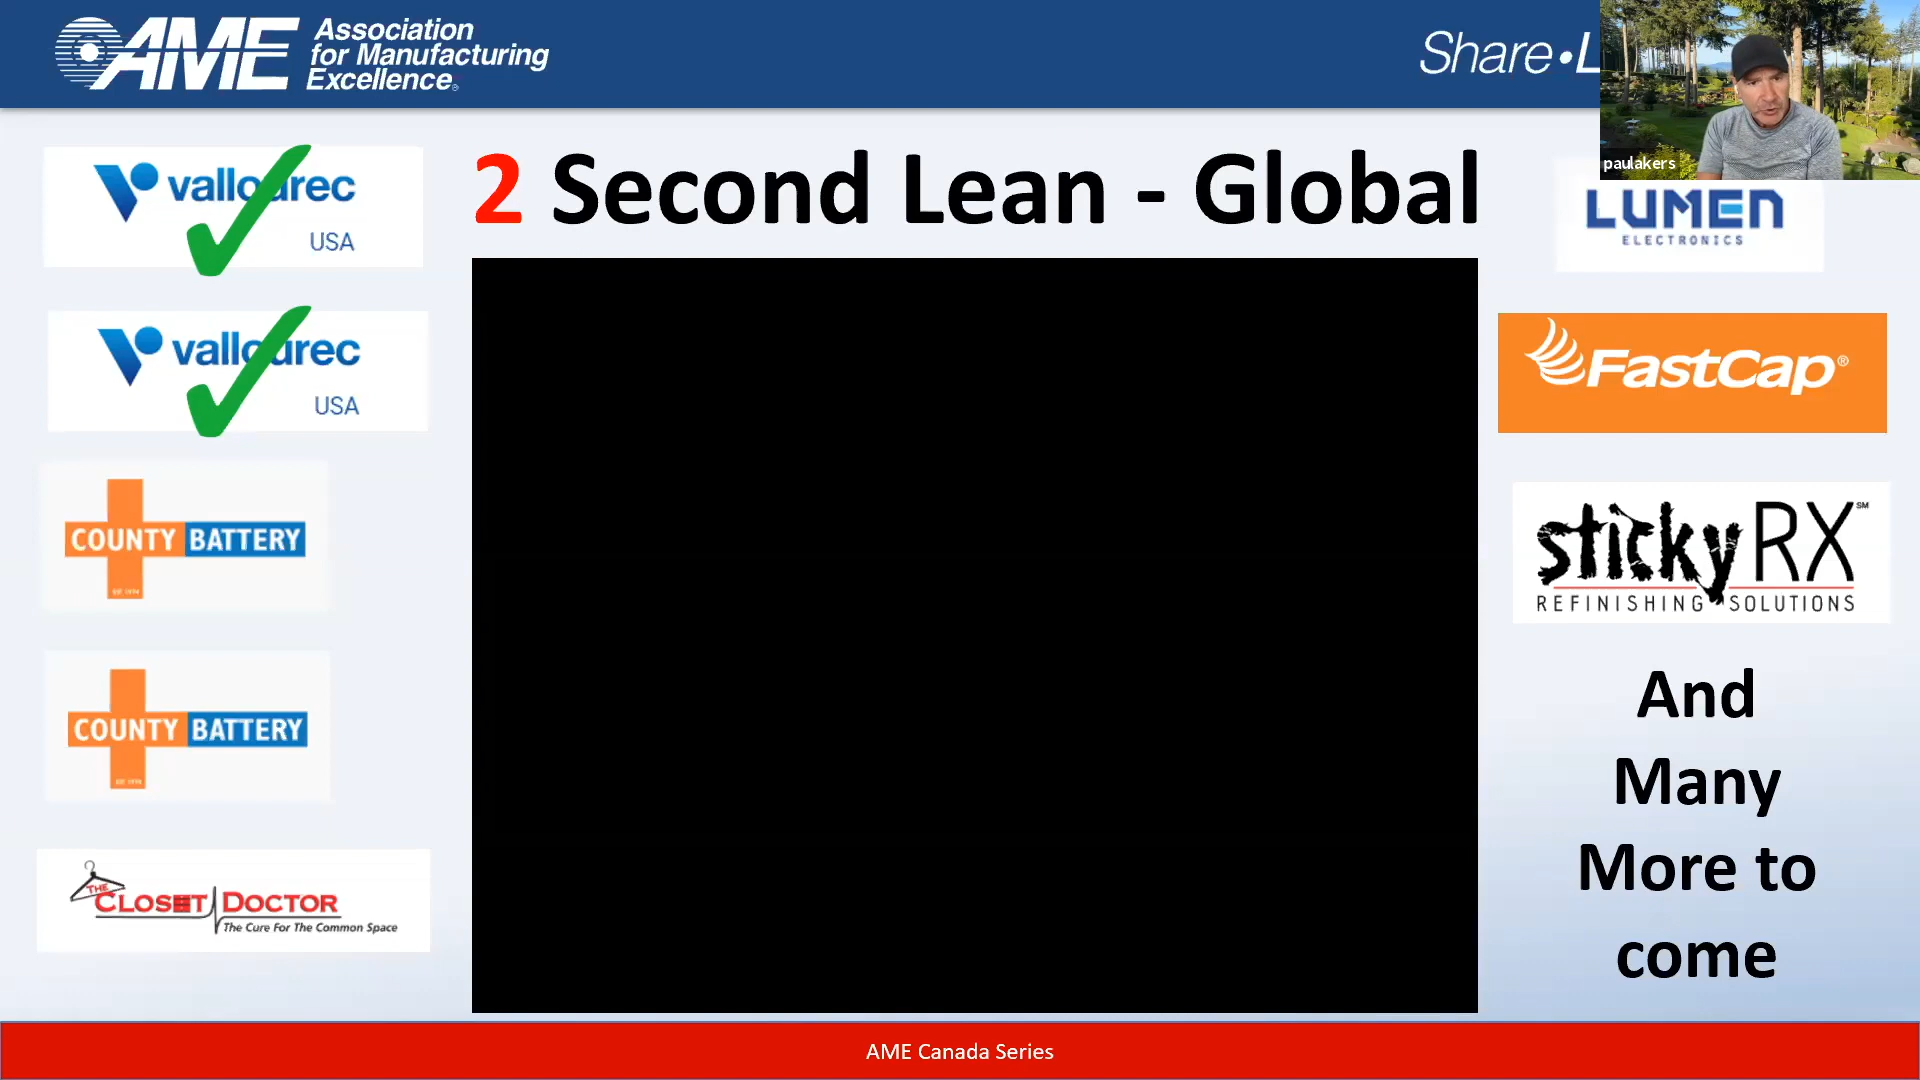 AME
Association
for Manufacturing
Excellence®
Share•L
paulakers
2 Second Lean - Global
vallourec
USA
vallourec
USA
COUNTY BATTERY
COUNTY BATTERY
THE
CLOSET DOCTOR
The Cure For The Common Space
LUMEN
ELECTRONICS
FastCap®
stickyRX℠
REFINISHING SOLUTIONS
And
Many
More to
come
AME Canada Series